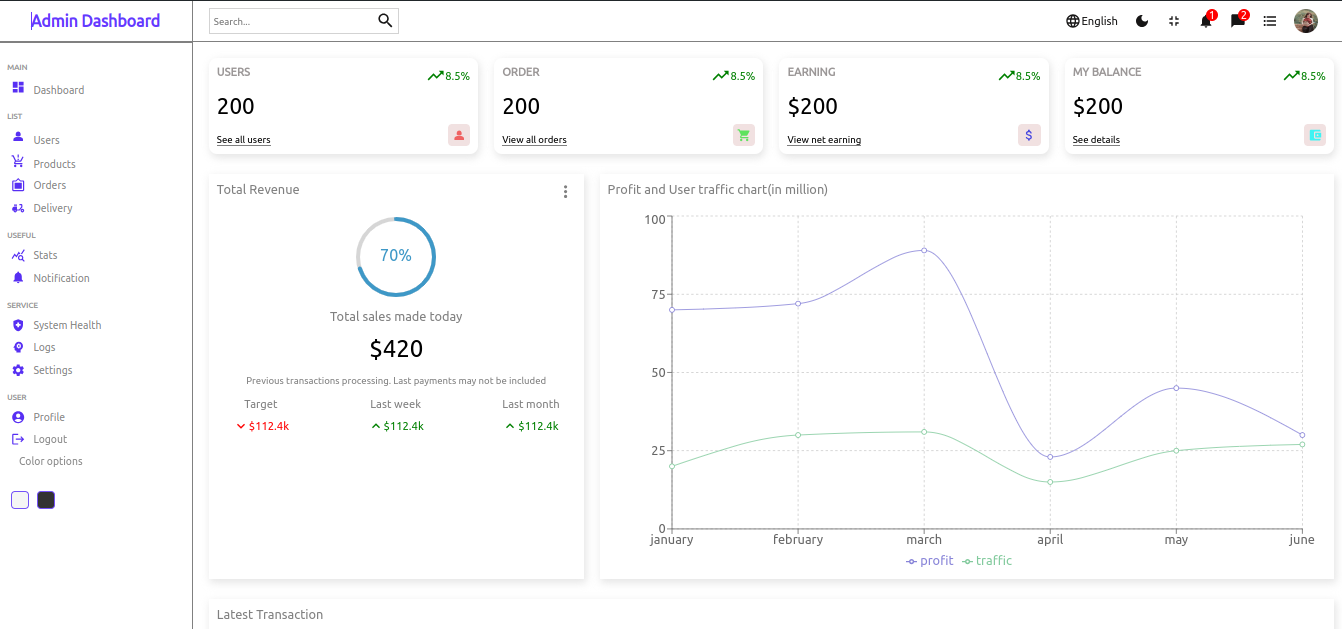 Admin Dashboard
Search...
English
1
2
MAIN
Dashboard
LIST
Users
Products
Orders
Delivery
USEFUL
Stats
Notification
SERVICE
System Health
Logs
Settings
USER
Profile
Logout
Color options
USERS
8.5%
200
See all users
ORDER
8.5%
200
View all orders
EARNING
8.5%
$200
View net earning
$
MY BALANCE
8.5%
$200
See details
Total Revenue
70%
Total sales made today
$420
Previous transactions processing. Last payments may not be included
Target Last week Last month
$112.4k $112.4k $112.4k
Profit and User traffic chart(in million)
100
75
50
25
0
january february march april may june
profit traffic
Latest Transaction